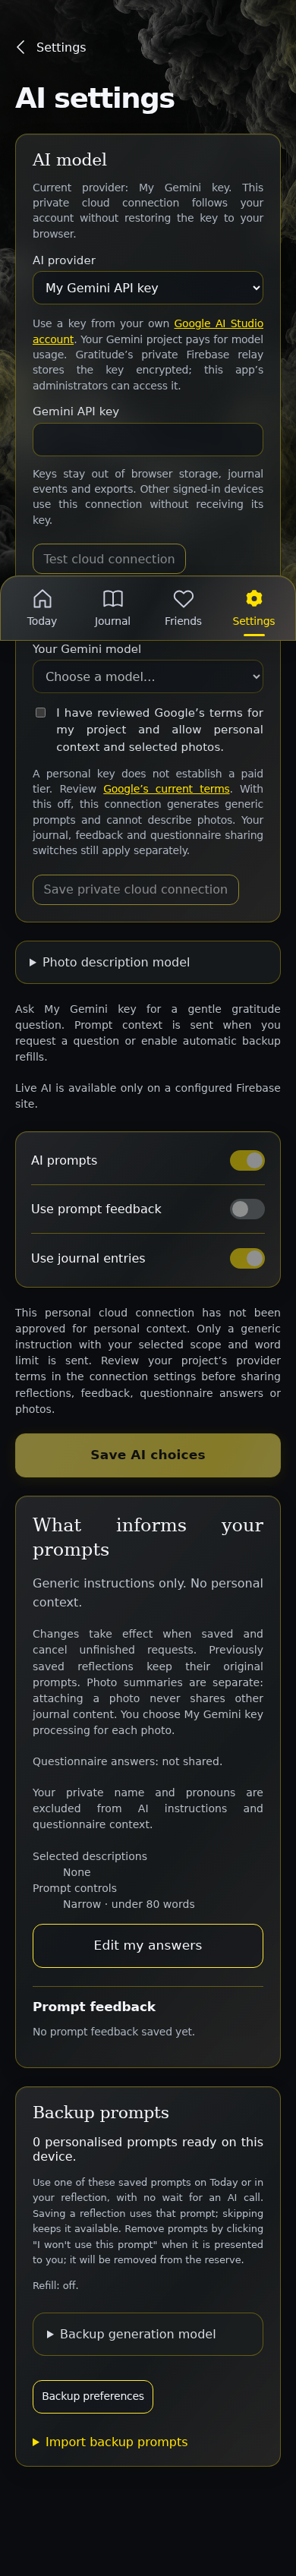 Settings
AI settings
AI model
Current provider: My Gemini key. This
private cloud connection follows your
account without restoring the key to your
browser.
AI provider
My Gemini API key
Use a key from your own Google AI Studio
account. Your Gemini project pays for model
usage. Gratitude’s private Firebase relay
stores the key encrypted; this app’s
administrators can access it.
Gemini API key
Keys stay out of browser storage, journal
events and exports. Other signed-in devices
use this connection without receiving its
key.
Test cloud connection
Today
Journal
Friends
Settings
Your Gemini model
Choose a model…
I have reviewed Google’s terms for
my project and allow personal
context and selected photos.
A personal key does not establish a paid
tier. Review Google’s current terms. With
this off, this connection generates generic
prompts and cannot describe photos. Your
journal, feedback and questionnaire sharing
switches still apply separately.
Save private cloud connection
Photo description model
Ask My Gemini key for a gentle gratitude
question. Prompt context is sent when you
request a question or enable automatic backup
refills.
Live AI is available only on a configured Firebase
site.
AI prompts
Use prompt feedback
Use journal entries
This personal cloud connection has not been
approved for personal context. Only a generic
instruction with your selected scope and word
limit is sent. Review your project’s provider
terms in the connection settings before sharing
reflections, feedback, questionnaire answers or
photos.
Save AI choices
What informs your
prompts
Generic instructions only. No personal
context.
Changes take effect when saved and
cancel unfinished requests. Previously
saved reflections keep their original
prompts. Photo summaries are separate:
attaching a photo never shares other
journal content. You choose My Gemini key
processing for each photo.
Questionnaire answers: not shared.
Your private name and pronouns are
excluded from AI instructions and
questionnaire context.
Selected descriptions
None
Prompt controls
Narrow · under 80 words
Edit my answers
Prompt feedback
No prompt feedback saved yet.
Backup prompts
0 personalised prompts ready on this
device.
Use one of these saved prompts on Today or in
your reflection, with no wait for an AI call.
Saving a reflection uses that prompt; skipping
keeps it available. Remove prompts by clicking
"I won't use this prompt" when it is presented
to you; it will be removed from the reserve.
Refill: off.
Backup generation model
Backup preferences
Import backup prompts